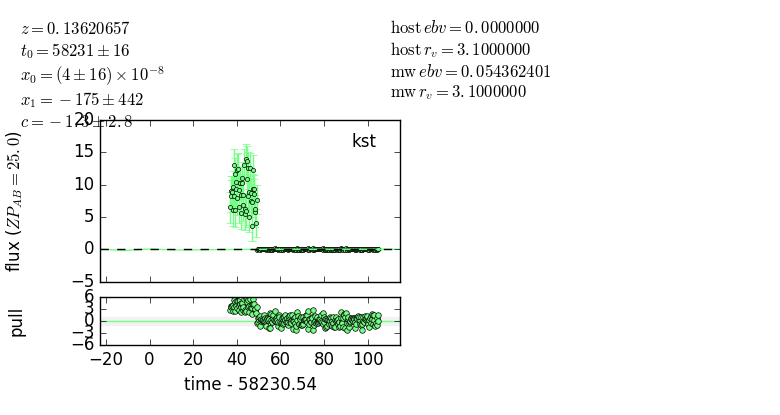 z = 0.13620657
t₀ = 58231 ± 16
x₀ = (4 ± 16) × 10⁻⁸
x₁ = −175 ± 442
host ebv = 0.0000000
host r_v = 3.1000000
mw ebv = 0.054362401
mw r_v = 3.1000000
20
15
10
5
0
−5
flux (ZP_AB = 25.0)
kst
6
3
0
−3
−6
pull
−20 0 20 40 60 80 100
time - 58230.54